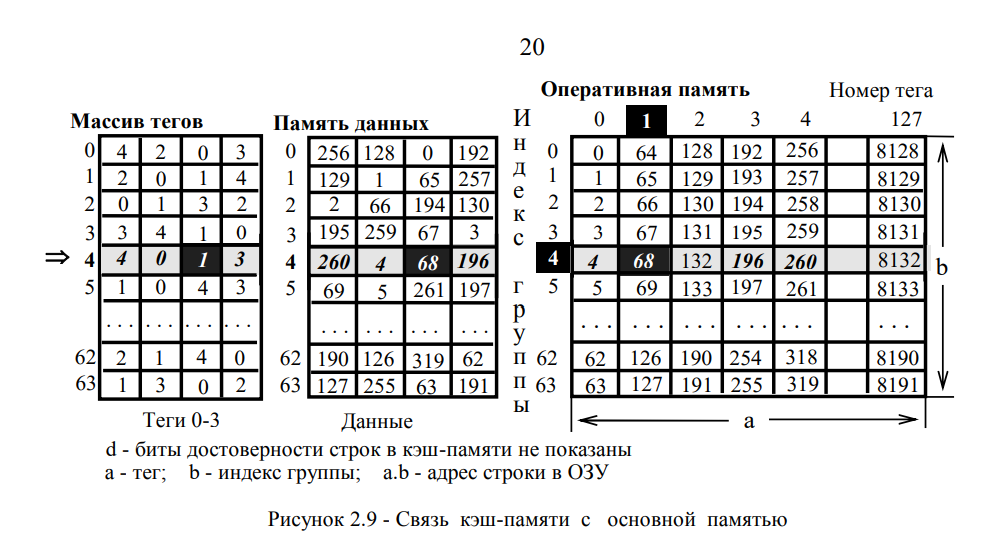 20
Оперативная память Номер тега
Массив тегов Память данных Индекс группы 0 1 2 3 4 127
0 4 2 0 3 0 256 128 0 192 0 0 64 128 192 256 8128
1 2 0 1 4 1 129 1 65 257 1 1 65 129 193 257 8129
2 0 1 3 2 2 2 66 194 130 2 2 66 130 194 258 8130
3 3 4 1 0 3 195 259 67 3 3 3 67 131 195 259 8131
⇒ 4 4 0 1 3 4 260 4 68 196 4 4 68 132 196 260 8132 b
5 1 0 4 3 5 69 5 261 197 5 5 69 133 197 261 8133
... ... ... ... ... ... ... ... ... ... ... ... ... ...
62 2 1 4 0 62 190 126 319 62 62 62 126 190 254 318 8190
63 1 3 0 2 63 127 255 63 191 63 63 127 191 255 319 8191
Теги 0-3 Данные a
d - биты достоверности строк в кэш-памяти не показаны
a - тег; b - индекс группы; a.b - адрес строки в ОЗУ
Рисунок 2.9 - Связь кэш-памяти с основной памятью